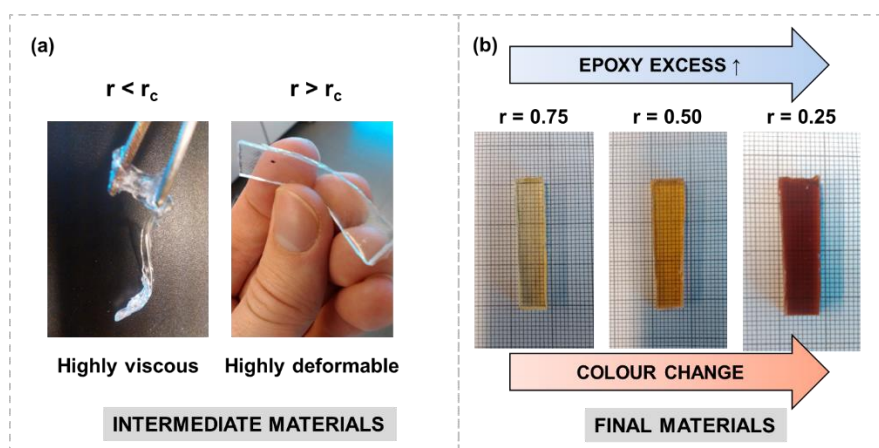 (a)
r < rc
r > rc
Highly viscous
Highly deformable
INTERMEDIATE MATERIALS
(b)
EPOXY EXCESS ↑
r = 0.75
r = 0.50
r = 0.25
COLOUR CHANGE
FINAL MATERIALS